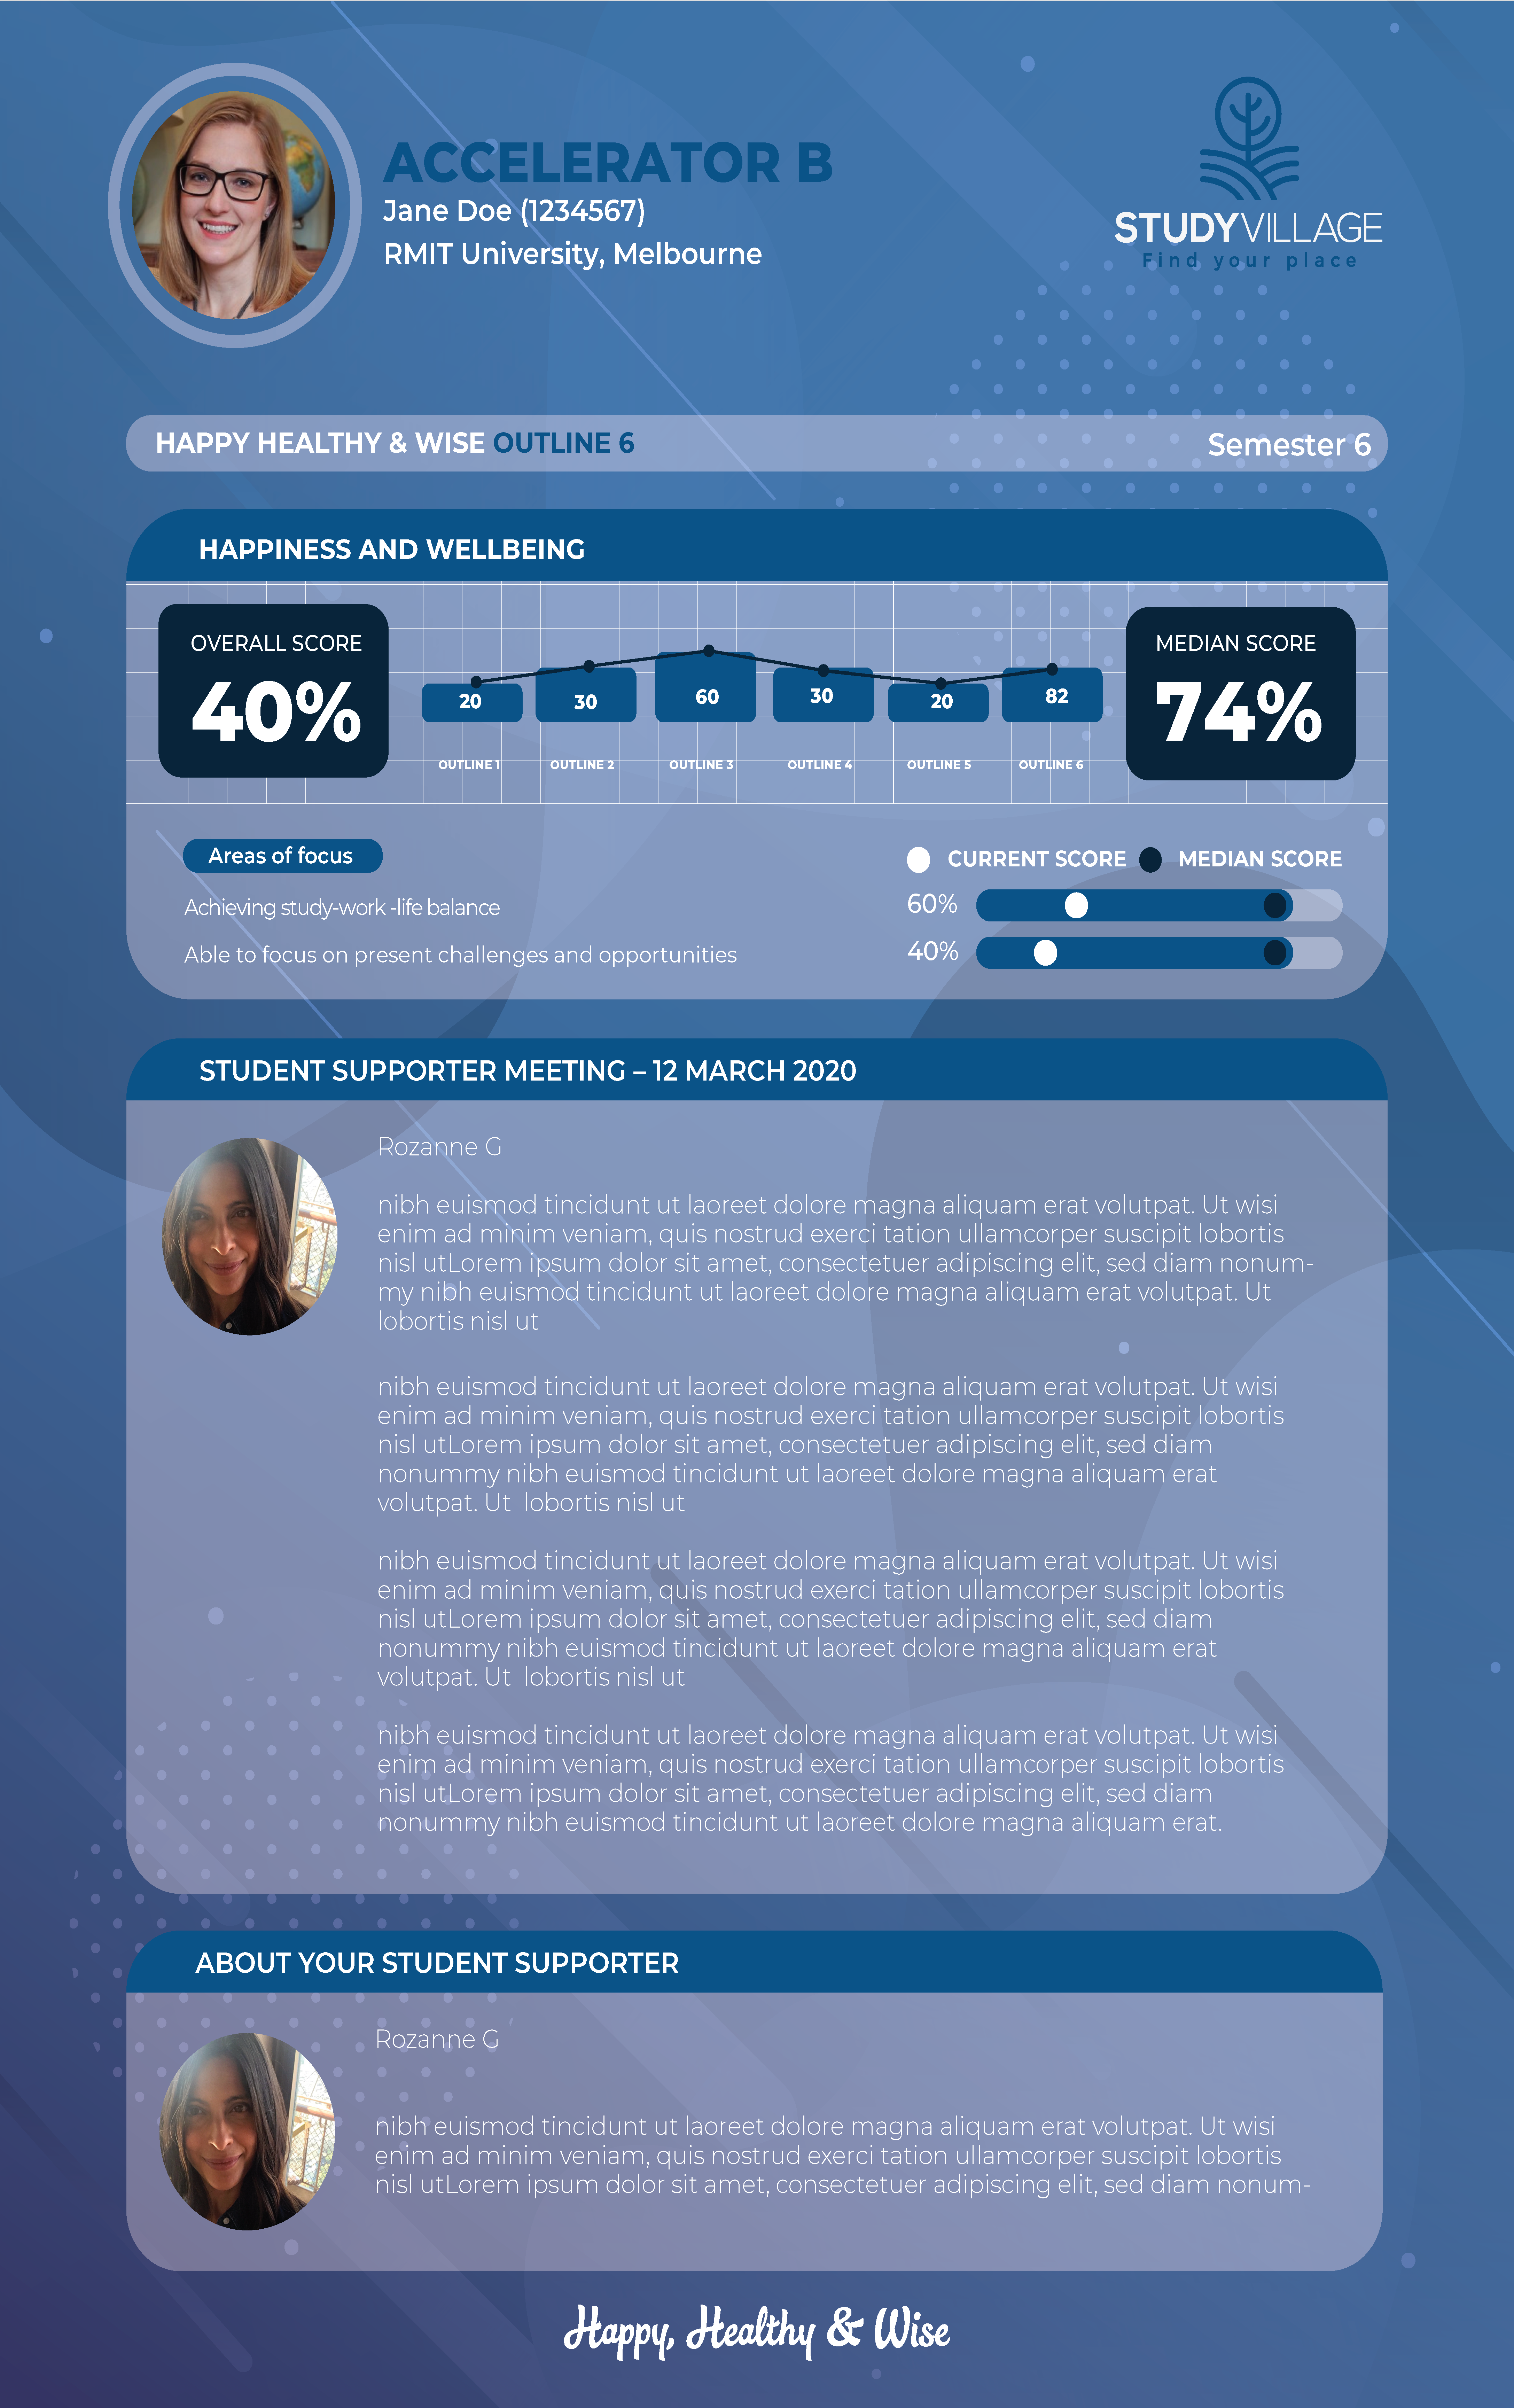 ACCELERATOR B
Jane Doe (1234567)
RMIT University, Melbourne
STUDYVILLAGE
Find your place
HAPPY HEALTHY & WISE OUTLINE 6
Semester 6
HAPPINESS AND WELLBEING
OVERALL SCORE
40%
20
30
60
30
20
82
OUTLINE 1
OUTLINE 2
OUTLINE 3
OUTLINE 4
OUTLINE 5
OUTLINE 6
MEDIAN SCORE
74%
Areas of focus
CURRENT SCORE
MEDIAN SCORE
Achieving study-work -life balance
60%
Able to focus on present challenges and opportunities
40%
STUDENT SUPPORTER MEETING – 12 MARCH 2020
Rozanne G
nibh euismod tincidunt ut laoreet dolore magna aliquam erat volutpat. Ut wisi
enim ad minim veniam, quis nostrud exerci tation ullamcorper suscipit lobortis
nisl utLorem ipsum dolor sit amet, consectetuer adipiscing elit, sed diam nonum-
my nibh euismod tincidunt ut laoreet dolore magna aliquam erat volutpat. Ut
lobortis nisl ut
nibh euismod tincidunt ut laoreet dolore magna aliquam erat volutpat. Ut wisi
enim ad minim veniam, quis nostrud exerci tation ullamcorper suscipit lobortis
nisl utLorem ipsum dolor sit amet, consectetuer adipiscing elit, sed diam
nonummy nibh euismod tincidunt ut laoreet dolore magna aliquam erat
volutpat. Ut  lobortis nisl ut
nibh euismod tincidunt ut laoreet dolore magna aliquam erat volutpat. Ut wisi
enim ad minim veniam, quis nostrud exerci tation ullamcorper suscipit lobortis
nisl utLorem ipsum dolor sit amet, consectetuer adipiscing elit, sed diam
nonummy nibh euismod tincidunt ut laoreet dolore magna aliquam erat
volutpat. Ut  lobortis nisl ut
nibh euismod tincidunt ut laoreet dolore magna aliquam erat volutpat. Ut wisi
enim ad minim veniam, quis nostrud exerci tation ullamcorper suscipit lobortis
nisl utLorem ipsum dolor sit amet, consectetuer adipiscing elit, sed diam
nonummy nibh euismod tincidunt ut laoreet dolore magna aliquam erat.
ABOUT YOUR STUDENT SUPPORTER
Rozanne G
nibh euismod tincidunt ut laoreet dolore magna aliquam erat volutpat. Ut wisi
enim ad minim veniam, quis nostrud exerci tation ullamcorper suscipit lobortis
nisl utLorem ipsum dolor sit amet, consectetuer adipiscing elit, sed diam nonum-
Happy, Healthy & Wise